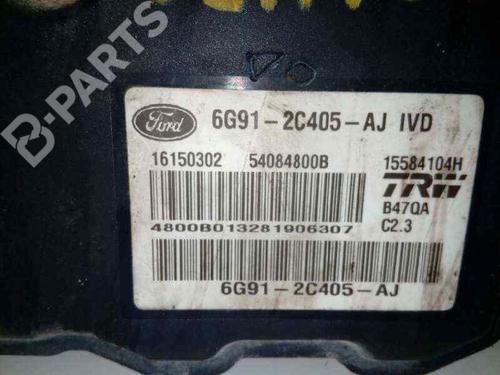 B-PARTS
Ford 6G91-2C405-AJ IVD
16150302 54084800B 15584104H
TRW
B47QA
4800B013281906307 C2.3
6G91-2C405-AJ